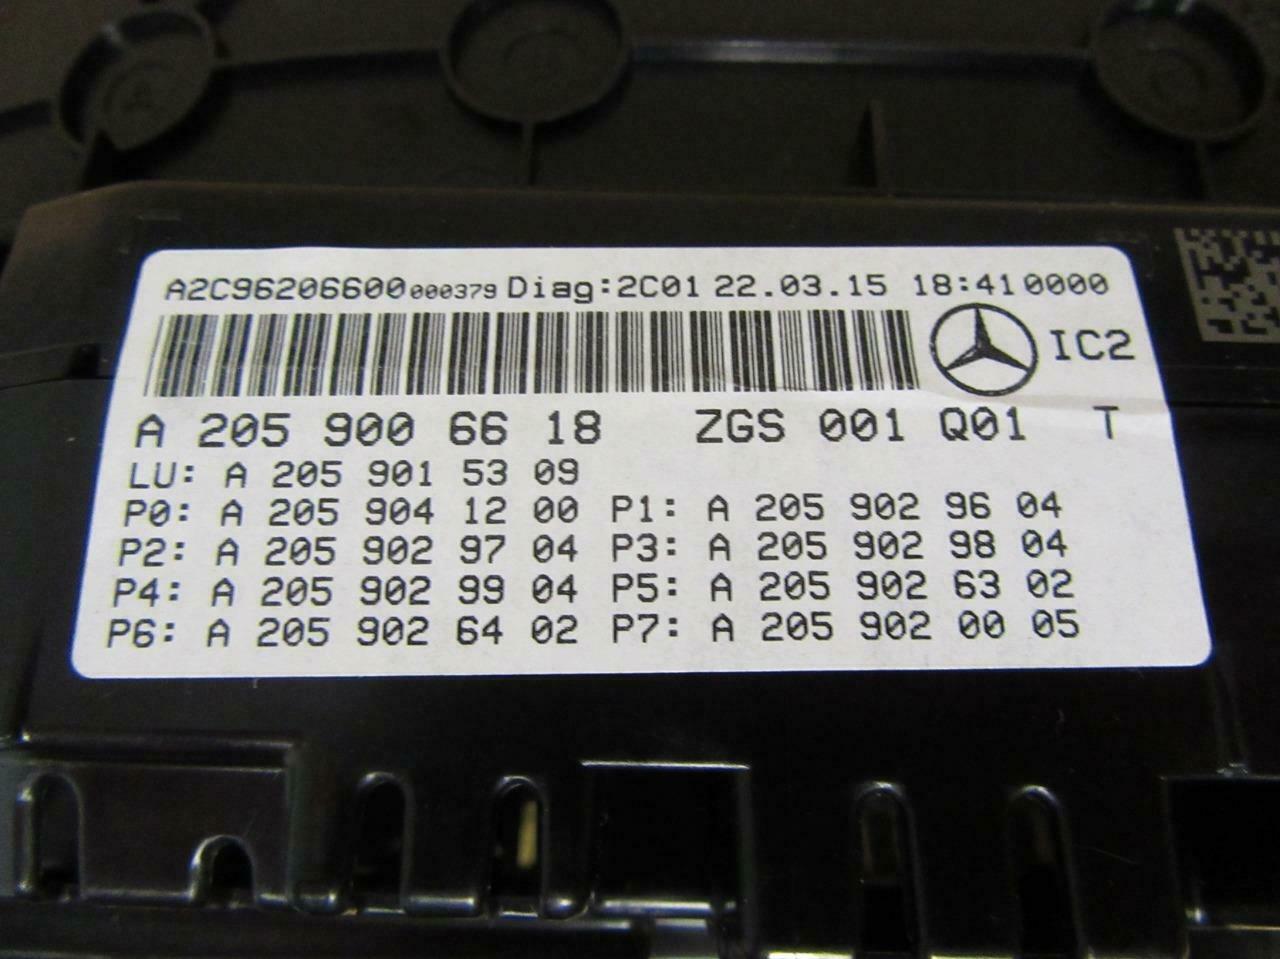 A2C96206600000379 Diag:2C01 22.03.15 18:410000
IC2
A 205 900 66 18 ZGS 001 Q01 T
LU: A 205 901 53 09
P0: A 205 904 12 00 P1: A 205 902 96 04
P2: A 205 902 97 04 P3: A 205 902 98 04
P4: A 205 902 99 04 P5: A 205 902 63 02
P6: A 205 902 64 02 P7: A 205 902 00 05